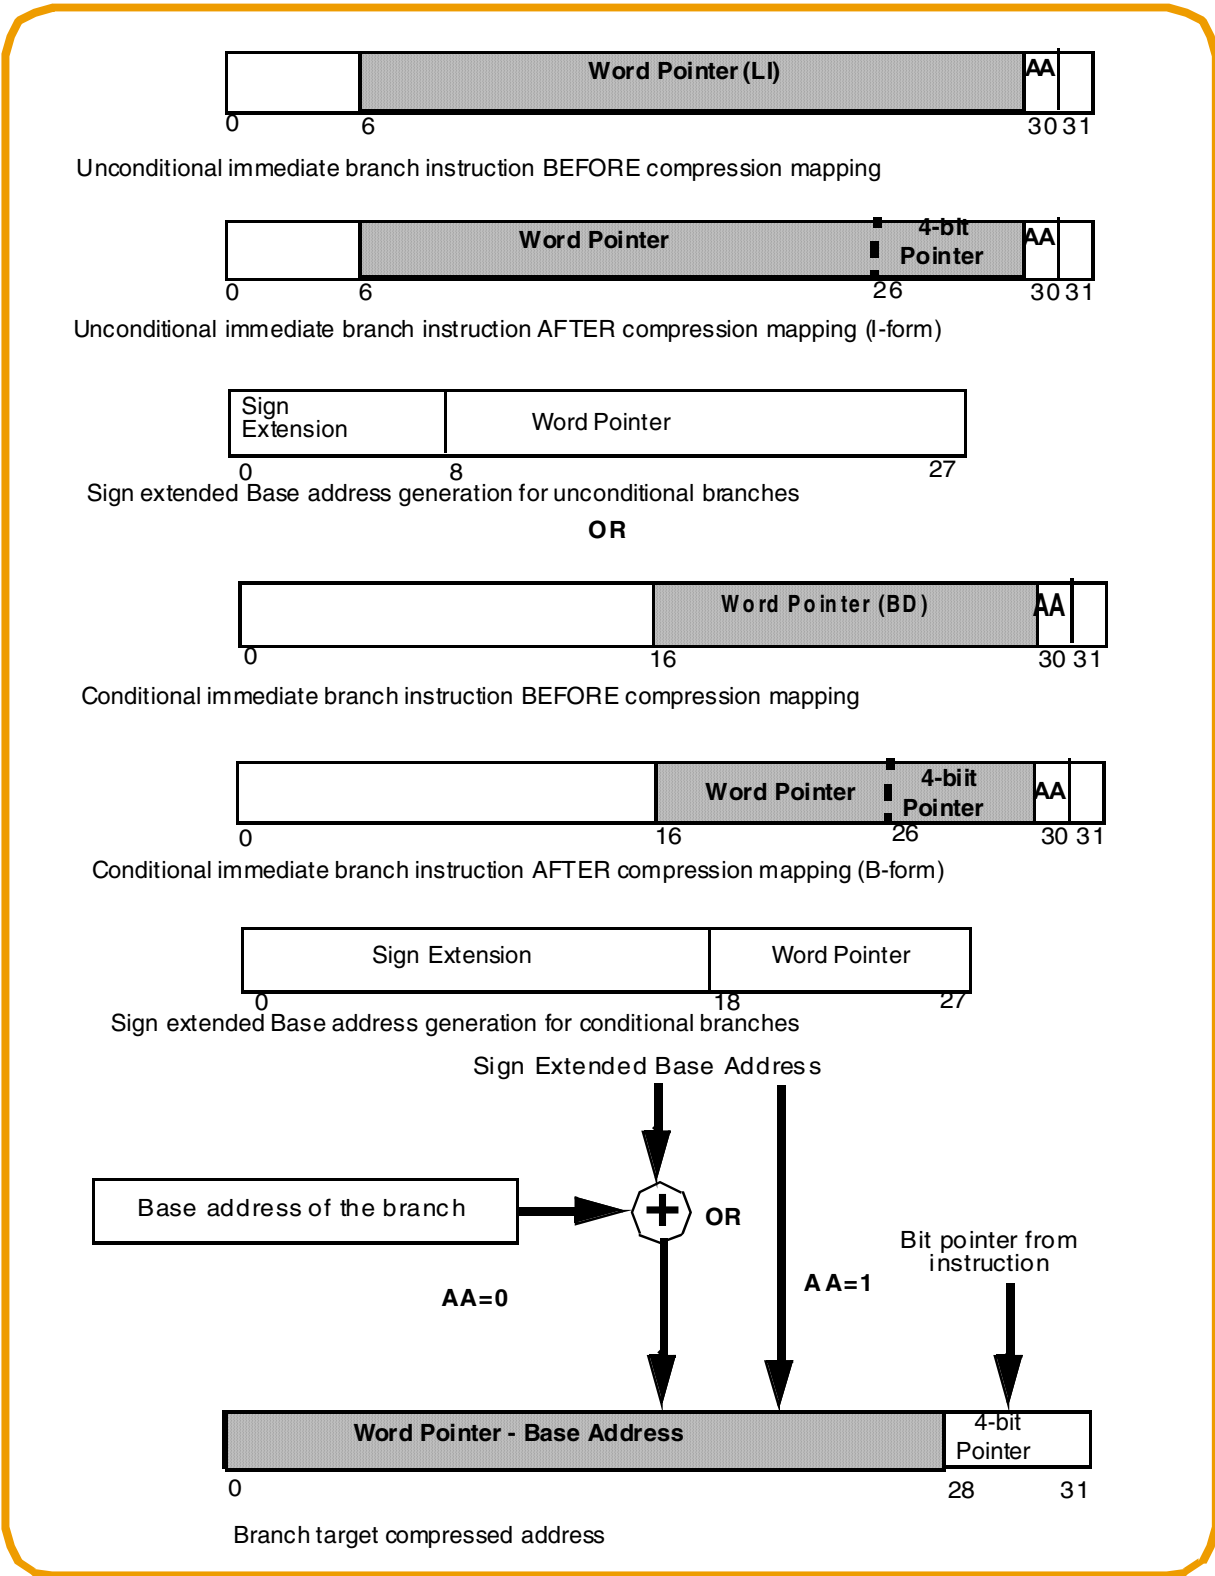 Word Pointer (LI)
AA
0 6 30 31
Unconditional immediate branch instruction BEFORE compression mapping
Word Pointer
4-bit
Pointer
AA
0 6 26 30 31
Unconditional immediate branch instruction AFTER compression mapping (I-form)
Sign
Extension
Word Pointer
0 8 27
Sign extended Base address generation for unconditional branches
OR
Word Pointer (BD)
AA
0 16 30 31
Conditional immediate branch instruction BEFORE compression mapping
Word Pointer
4-biit
Pointer
AA
0 16 26 30 31
Conditional immediate branch instruction AFTER compression mapping (B-form)
Sign Extension
Word Pointer
0 18 27
Sign extended Base address generation for conditional branches
Sign Extended Base Address
Base address of the branch
+
OR
Bit pointer from
instruction
AA=0
AA=1
Word Pointer - Base Address
4-bit
Pointer
0 28 31
Branch target compressed address